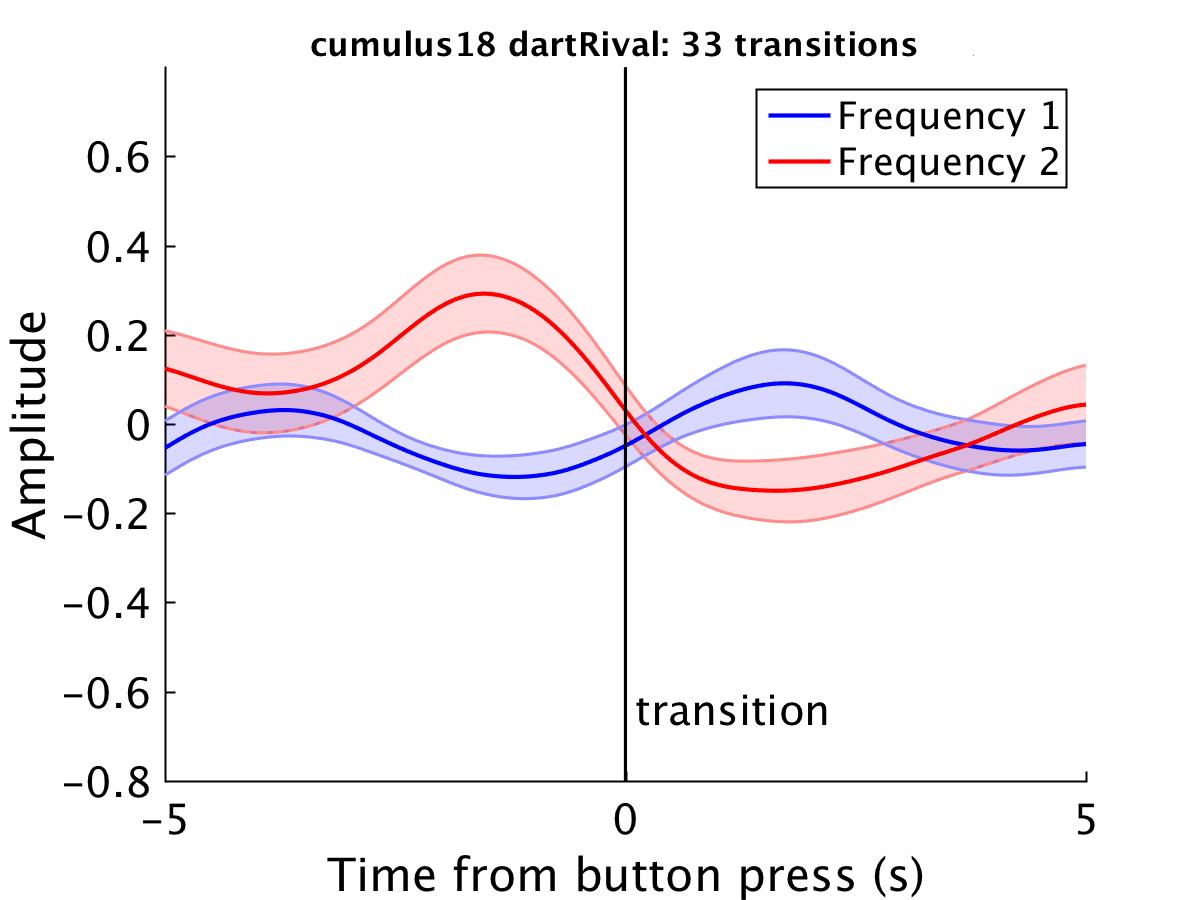 cumulus18 dartRival: 33 transitions
Frequency 1
Frequency 2
0.6
0.4
0.2
0
−0.2
−0.4
−0.6
−0.8
Amplitude
transition
−5
0
5
Time from button press (s)